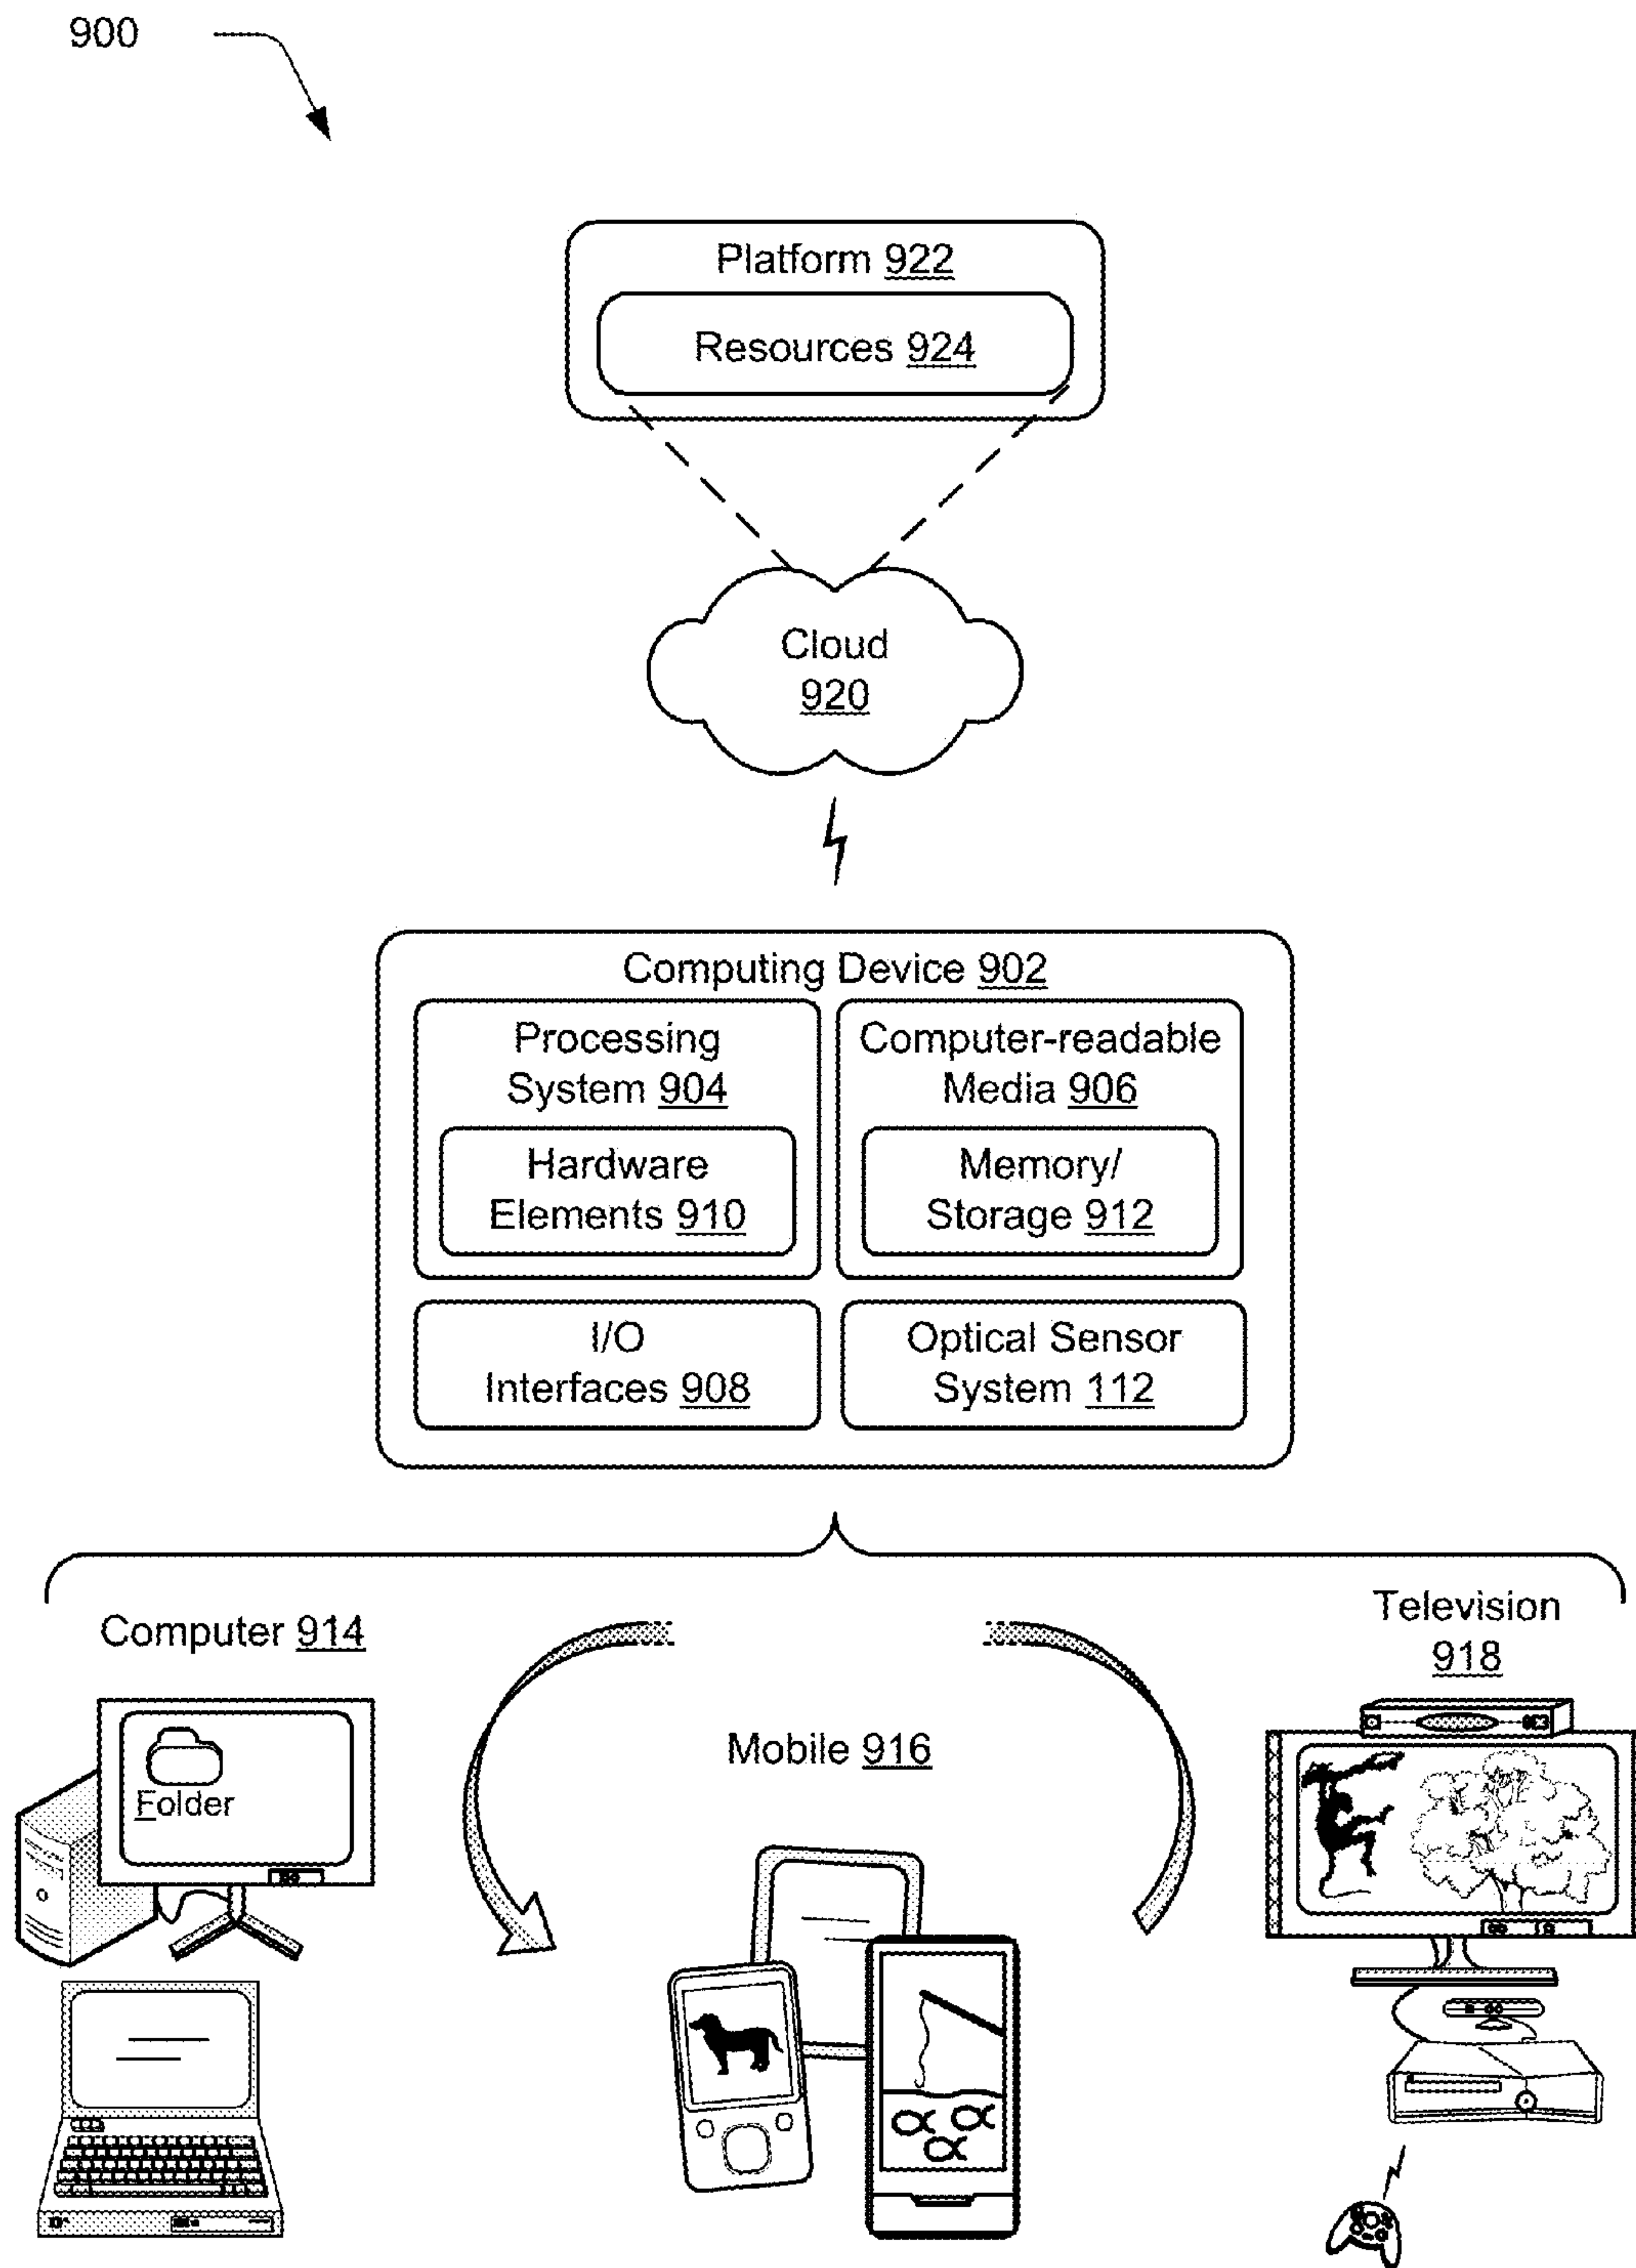 900
Platform 922
Resources 924
Cloud
920
Computing Device 902
Processing
System 904
Hardware
Elements 910
Computer-readable
Media 906
Memory/
Storage 912
I/O
Interfaces 908
Optical Sensor
System 112
Computer 914
Folder
Mobile 916
Television
918